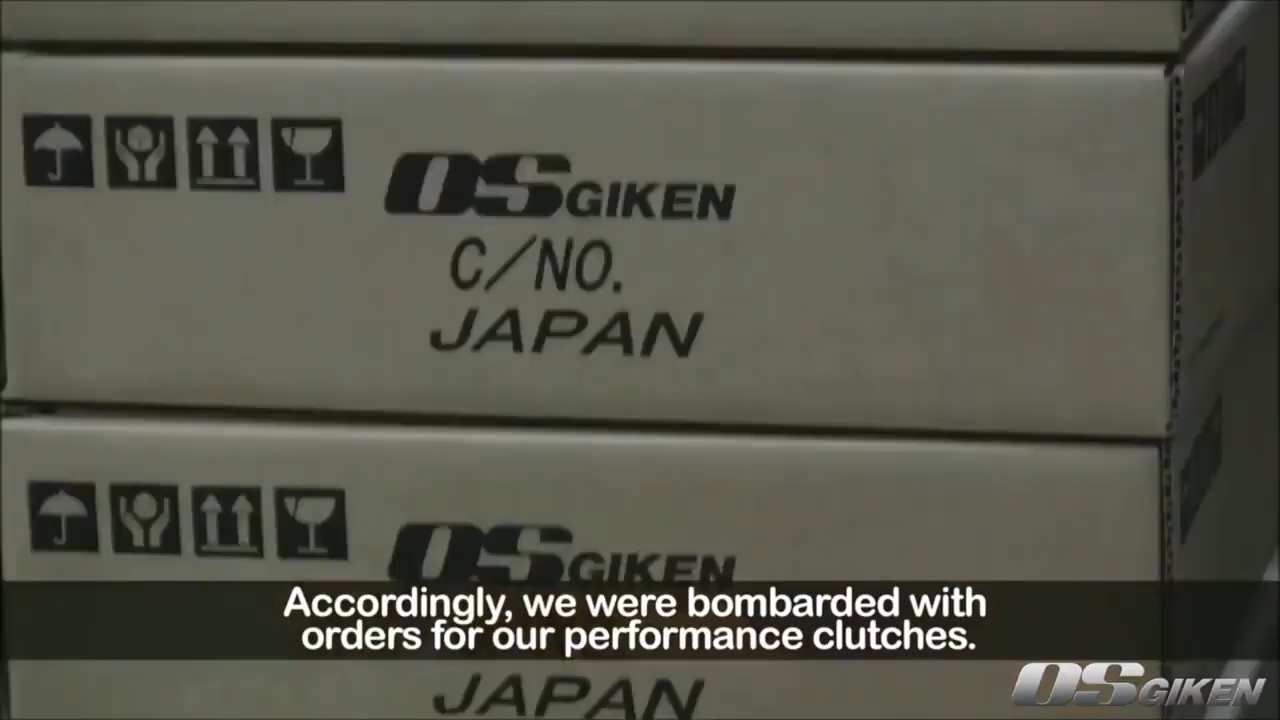 OSGIKEN
C/NO.
JAPAN
OSGIKEN
Accordingly, we were bombarded with
orders for our performance clutches.
JAPAN
OSGIKEN